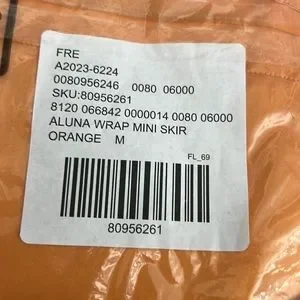 FRE
A2023-6224
0080956246 0080 06000
SKU:80956261
8120 066842 0000014 0080 06000
ALUNA WRAP MINI SKIR
ORANGE M
FL_69
80956261